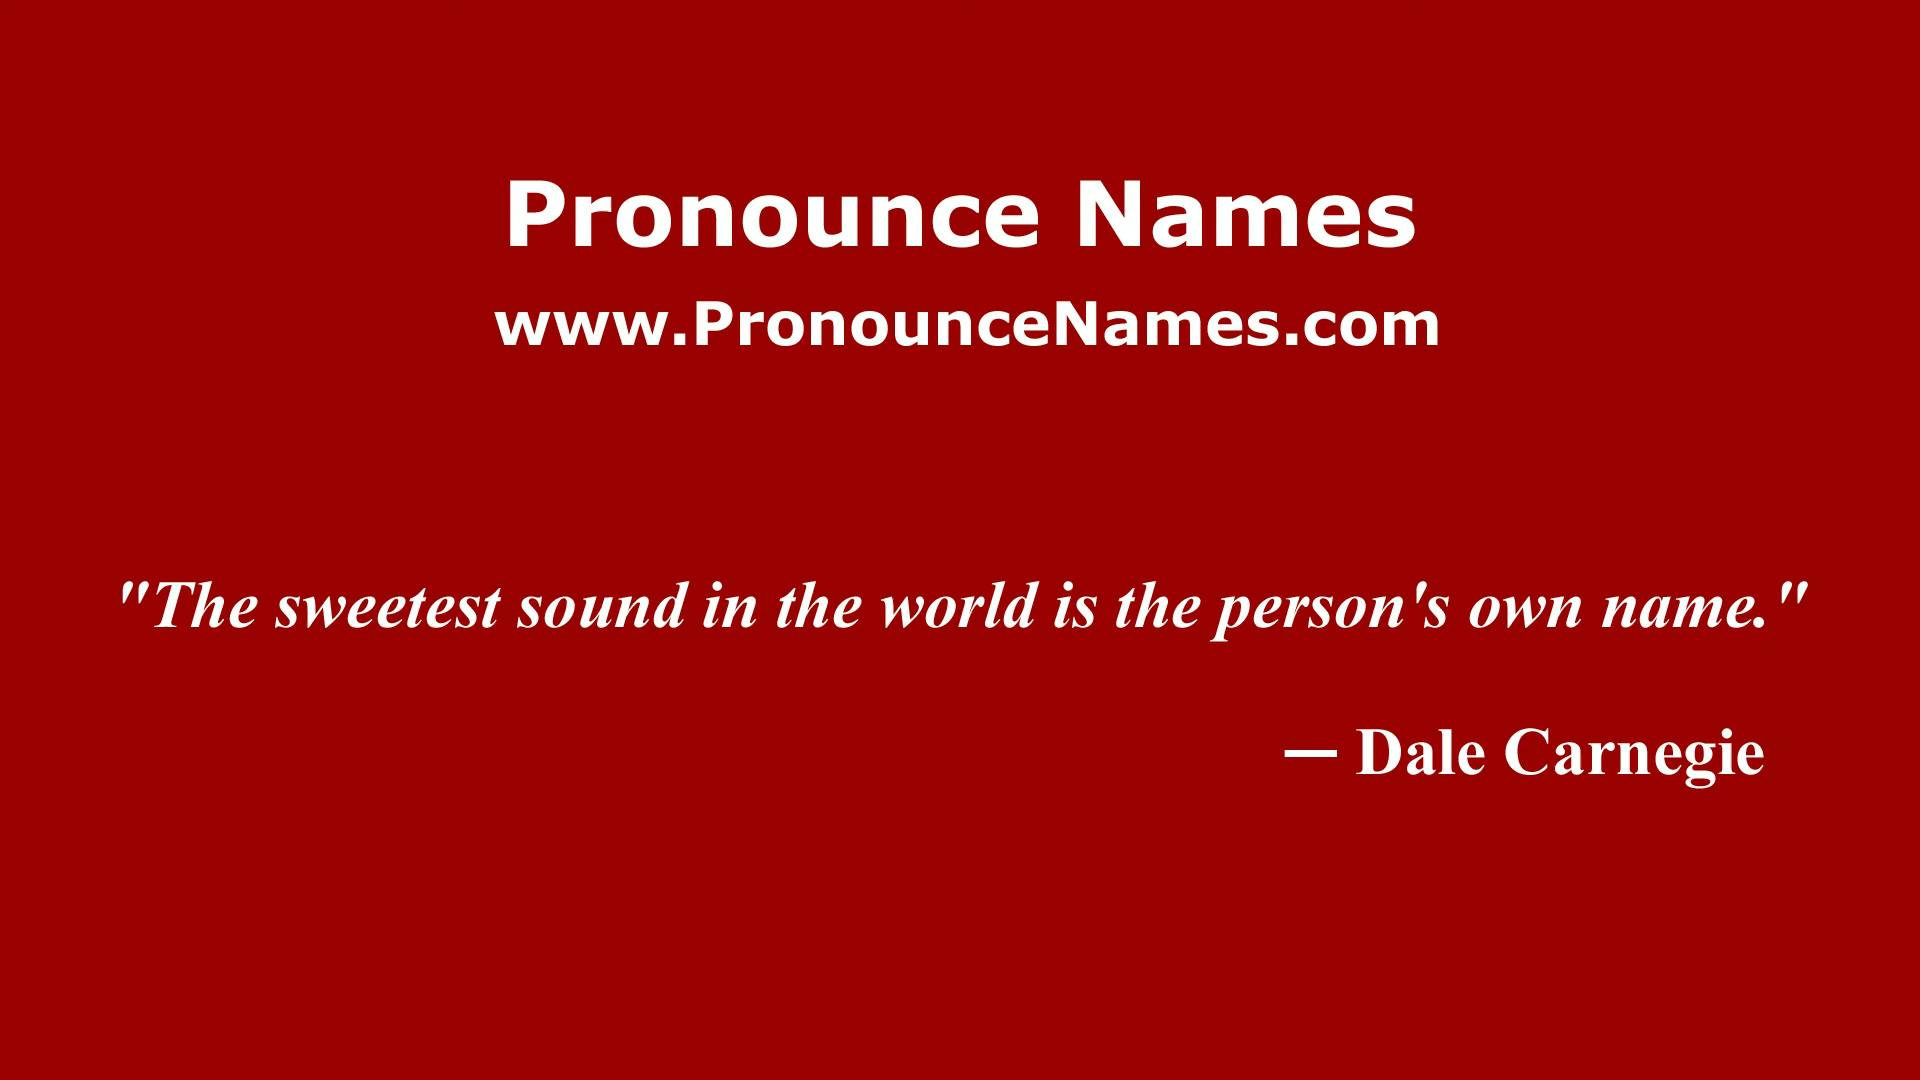 Pronounce Names
www.PronounceNames.com
"The sweetest sound in the world is the person's own name."
— Dale Carnegie